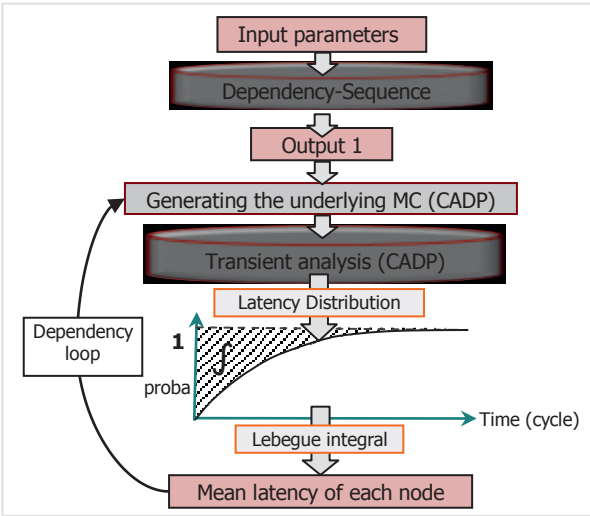 Input parameters
Dependency-Sequence
Output 1
Generating the underlying MC (CADP)
Transient analysis (CADP)
Latency Distribution
Dependency
loop
1
∫
proba
Time (cycle)
Lebegue integral
Mean latency of each node